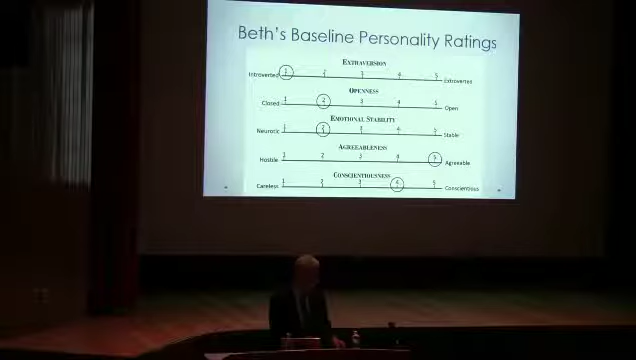 Beth's Baseline Personality Ratings
EXTRAVERSION
Introverted 1 2 3 4 5 Extroverted
OPENNESS
Closed 1 2 3 4 5 Open
EMOTIONAL STABILITY
Neurotic 1 2 3 4 5 Stable
AGREEABLENESS
Hostile 1 2 3 4 5 Agreeable
CONSCIENTIOUSNESS
Careless 1 2 3 4 5 Conscientious